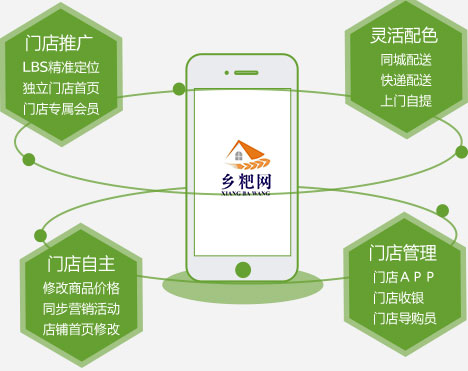 门店推广
LBS精准定位
独立门店首页
门店专属会员
灵活配色
同城配送
快递配送
上门自提
乡粑网
XIANG BA WANG
门店自主
修改商品价格
同步营销活动
店铺首页修改
门店管理
门店APP
门店收银
门店导购员